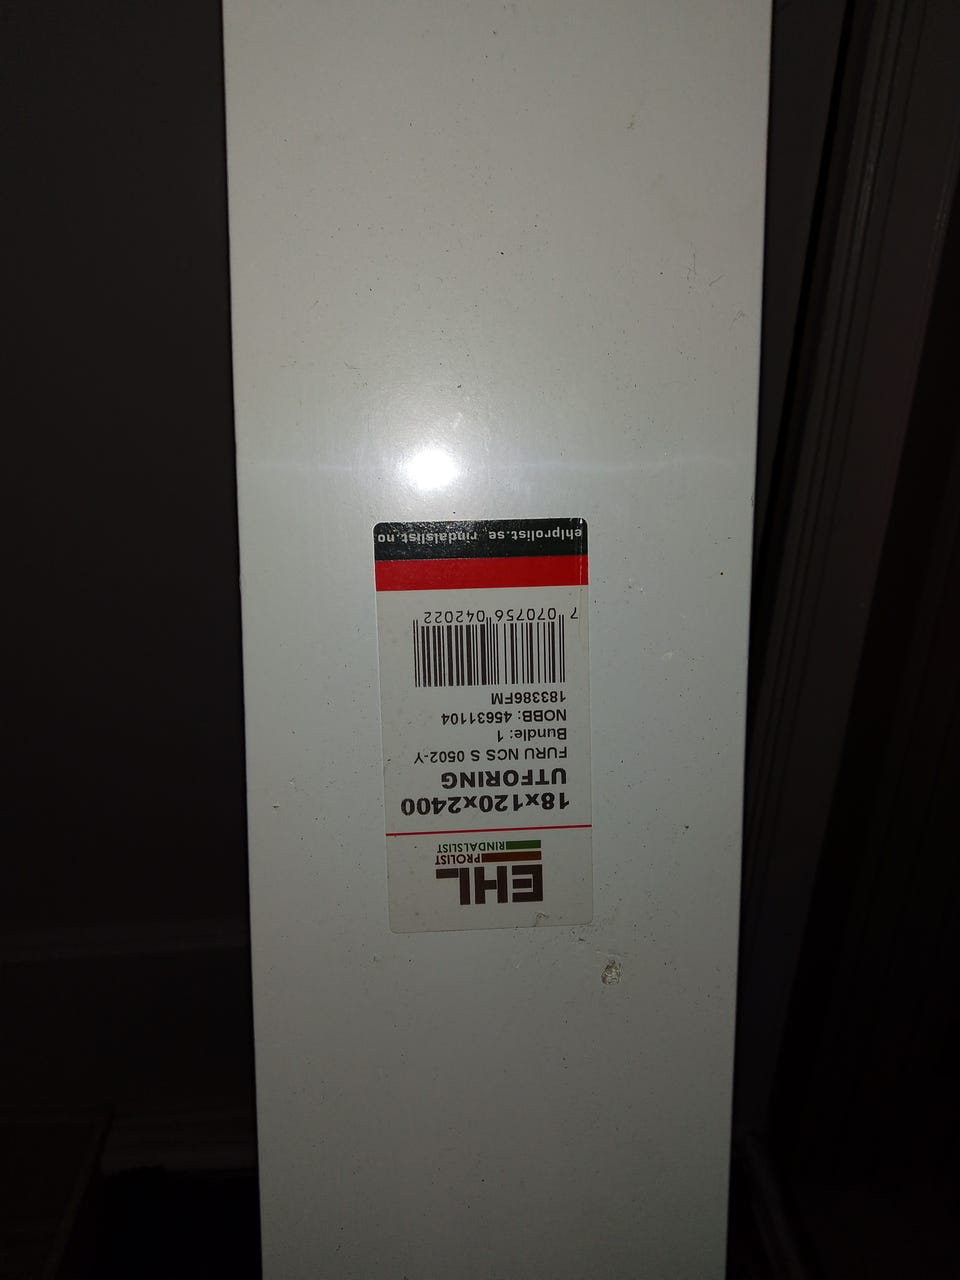 EHL
PROLIST
RINDALSLIST
18x120x2400
UTFORING
FURU NCS S 0502-Y
Bundle: 1
NOBB: 45631104
183386FM
7 070756 042022
ehlprolist.se rindalslist.no